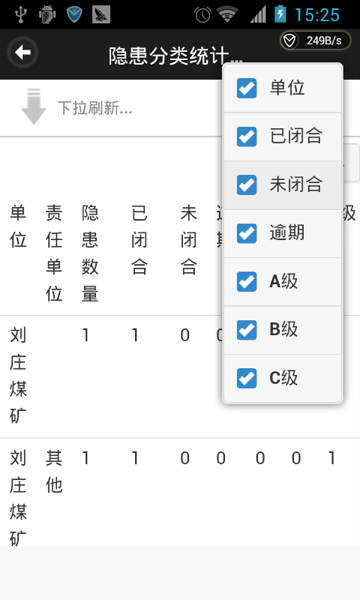 15:25
249B/s
隐患分类统计...
下拉刷新...
单位
已闭合
未闭合
逾期
A级
B级
C级
单位 责任单位 隐患数量 已闭合 未闭合 级
刘庄煤矿 1 1 0
刘庄煤矿 其他 1 1 0 0 0 0 1